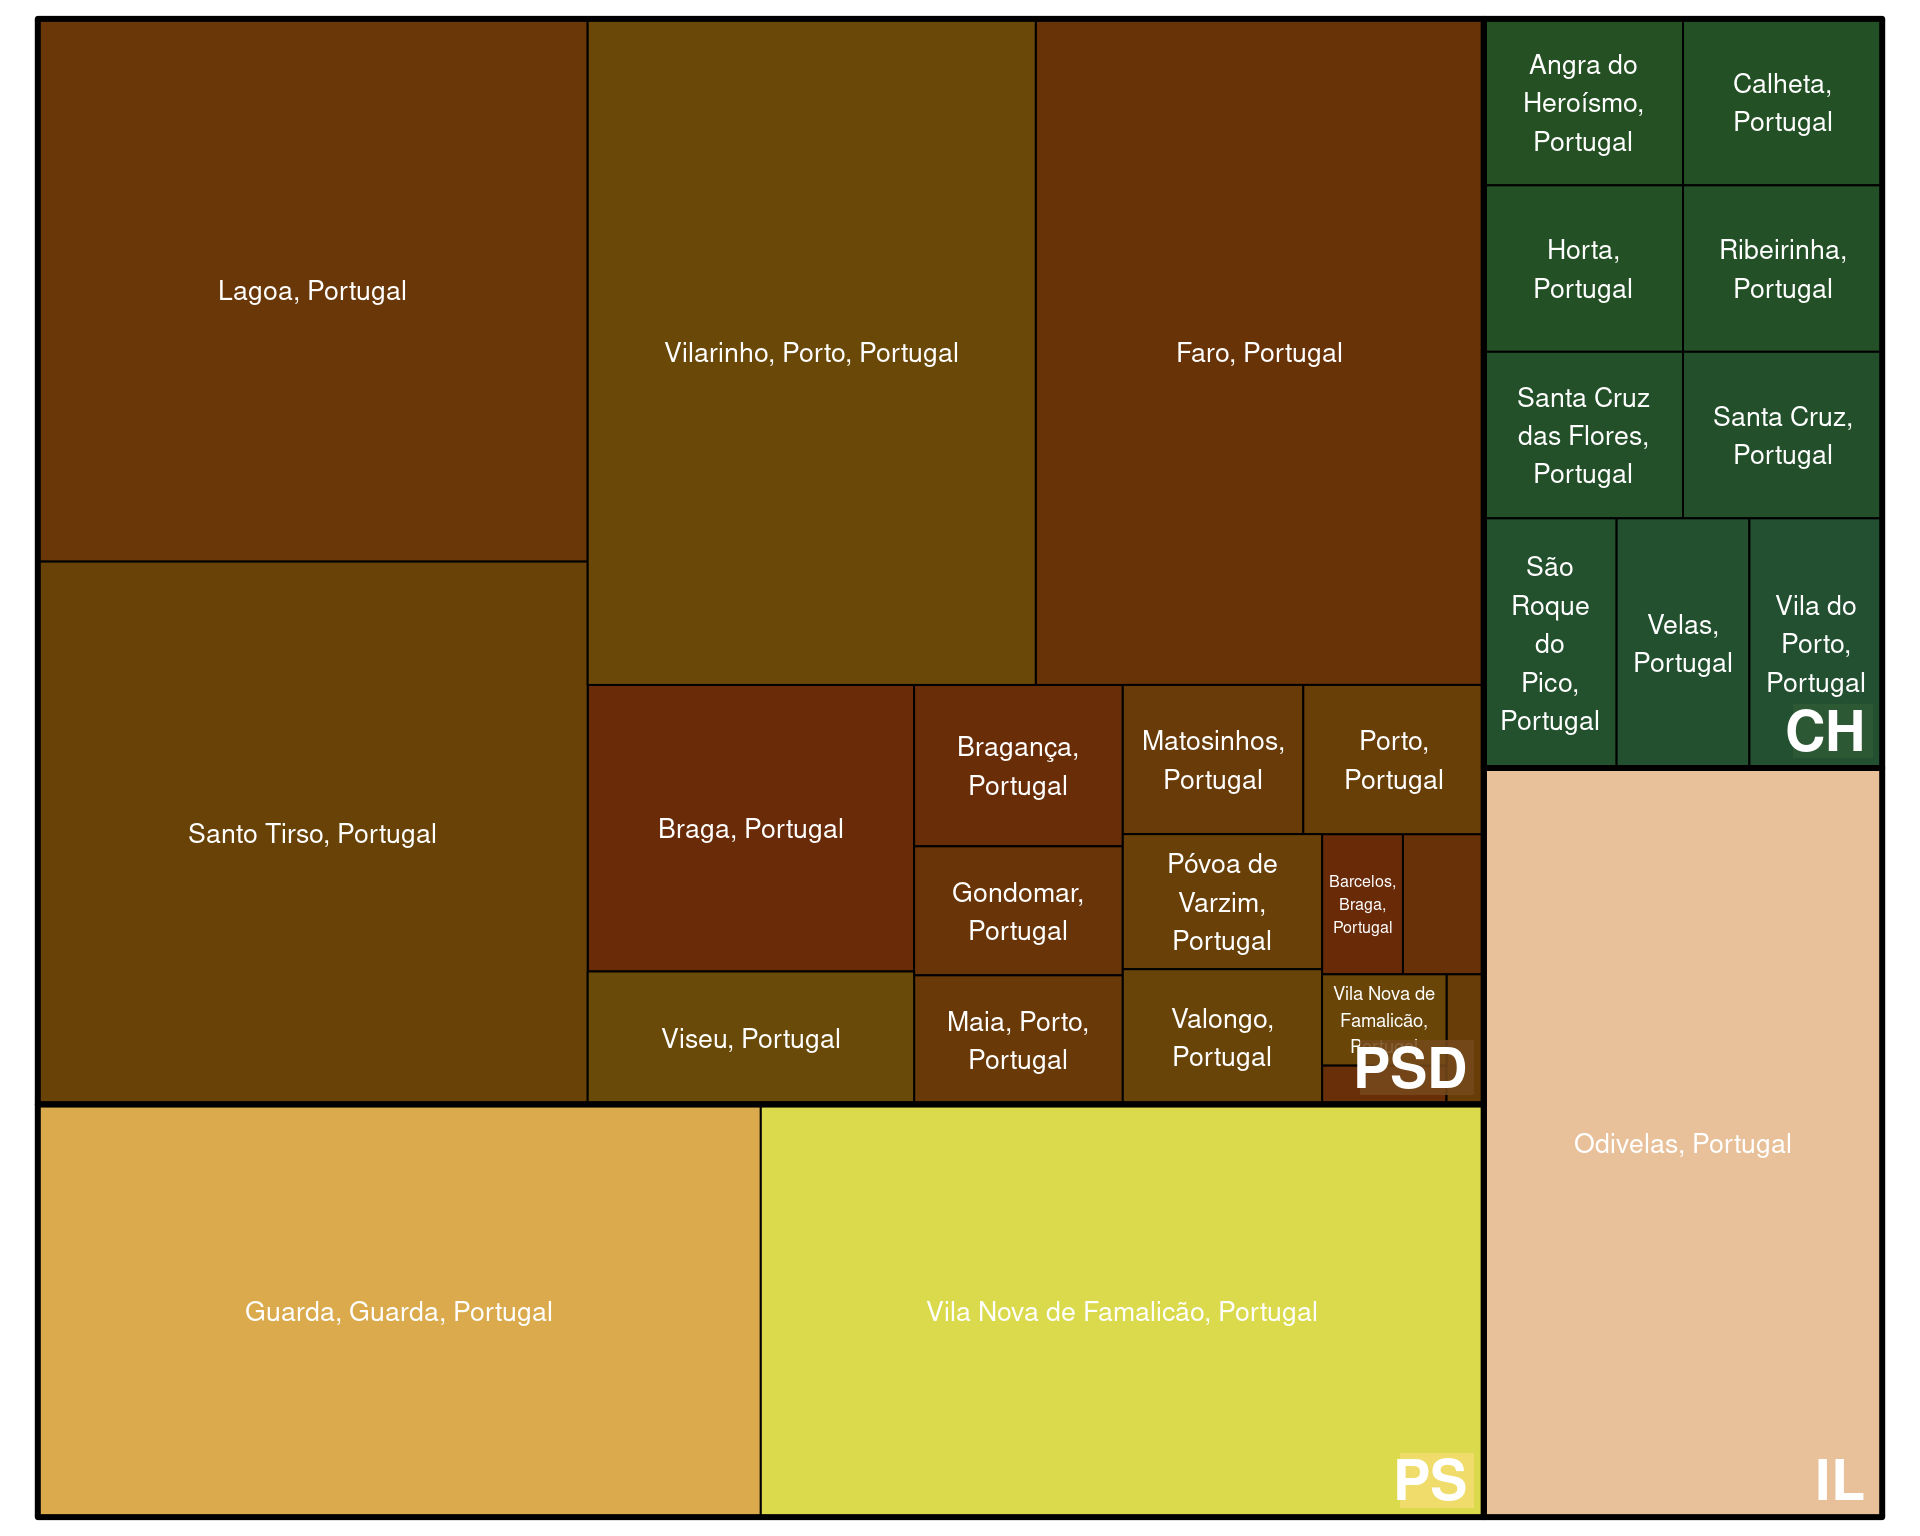 Lagoa, Portugal
Vilarinho, Porto, Portugal
Faro, Portugal
Santo Tirso, Portugal
Braga, Portugal
Viseu, Portugal
Bragança,
Portugal
Gondomar,
Portugal
Maia, Porto,
Portugal
Matosinhos,
Portugal
Porto,
Portugal
Póvoa de
Varzim,
Portugal
Valongo,
Portugal
Barcelos,
Braga,
Portugal
Vila Nova de
Famalicão,
Portugal
PSD
Guarda, Guarda, Portugal
Vila Nova de Famalicão, Portugal
PS
Angra do
Heroísmo,
Portugal
Calheta,
Portugal
Horta,
Portugal
Ribeirinha,
Portugal
Santa Cruz
das Flores,
Portugal
Santa Cruz,
Portugal
São
Roque
do
Pico,
Portugal
Velas,
Portugal
Vila do
Porto,
Portugal
CH
Odivelas, Portugal
IL